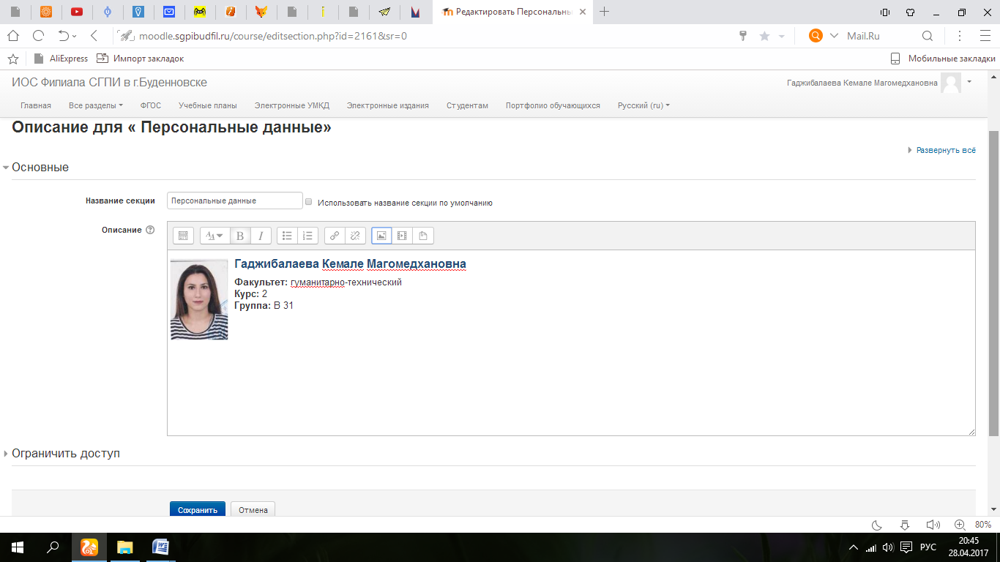 Редактировать Персональны
moodle.sgpibudfil.ru/course/editsection.php?id=2161&sr=0
Mail.Ru
AliExpress
Импорт закладок
Мобильные закладки
ИОС Филиала СГПИ в г.Буденновске
Гаджибалаева Кемале Магомедхановна
Главная
Все разделы
ФГОС
Учебные планы
Электронные УМКД
Электронные издания
Студентам
Портфолио обучающихся
Русский (ru)
Описание для « Персональные данные»
Развернуть всё
Основные
Название секции
Персональные данные
Использовать название секции по умолчанию
Описание
B
I
Гаджибалаева Кемале Магомедхановна
Факультет: гуманитарно-технический
Курс: 2
Группа: В 31
Ограничить доступ
Сохранить
Отмена
80%
РУС
20:45
28.04.2017